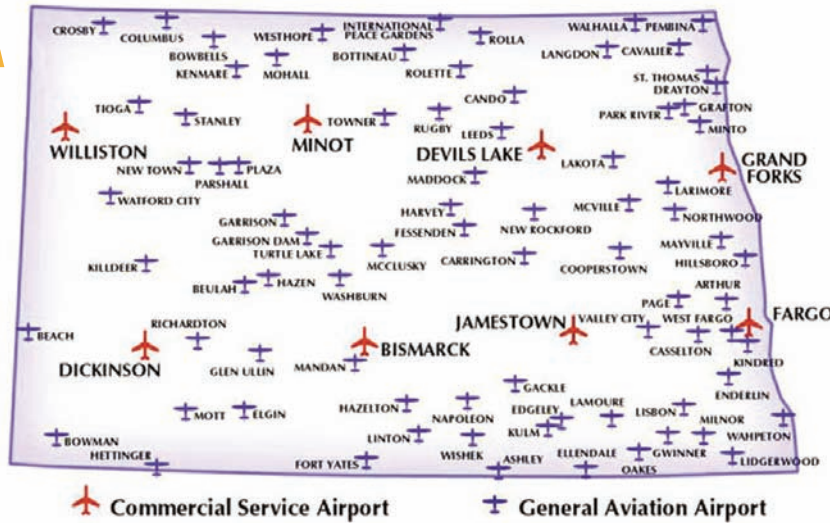 CROSBY
COLUMBUS
BOWBELLS
KENMARE
WESTHOPE
MOHALL
INTERNATIONAL
PEACE GARDENS
BOTTINEAU
ROLLA
ROLETTE
WALHALLA
PEMBINA
LANGDON
CAVALIER
ST. THOMAS
DRAYTON
TIOGA
STANLEY
WILLISTON
MINOT
TOWNER
RUGBY
CANDO
LEEDS
DEVILS LAKE
PARK RIVER
GRAFTON
MINTO
LAKOTA
GRAND
FORKS
NEW TOWN
PARSHALL
PLAZA
MADDOCK
LARIMORE
WATFORD CITY
GARRISON
GARRISON DAM
TURTLE LAKE
HARVEY
FESSENDEN
NEW ROCKFORD
MCVILLE
NORTHWOOD
KILLDEER
MCCLUSKY
CARRINGTON
COOPERSTOWN
MAYVILLE
HILLSBORO
BEULAH
HAZEN
WASHBURN
ARTHUR
PAGE
BEACH
RICHARDTON
DICKINSON
GLEN ULLIN
BISMARCK
MANDAN
JAMESTOWN
VALLEY CITY
WEST FARGO
FARGO
CASSELTON
KINDRED
ENDERLIN
MOTT
ELGIN
HAZELTON
NAPOLEON
GACKLE
EDGELEY
LAMOURE
LISBON
MILNOR
WAHPETON
BOWMAN
HETTINGER
LINTON
WISHEK
KULM
FORT YATES
ASHLEY
ELLENDALE
OAKES
GWINNER
LIDGERWOOD
Commercial Service Airport
General Aviation Airport